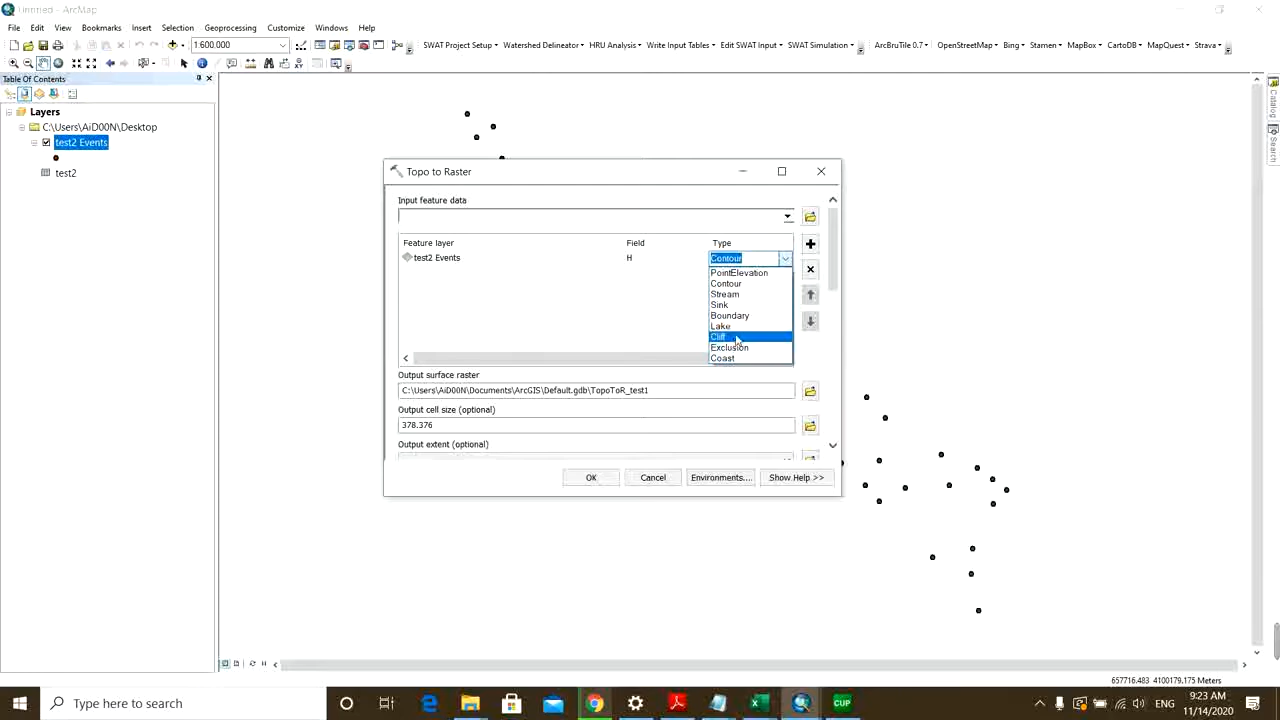 Untitled - ArcMap
File Edit View Bookmarks Insert Selection Geoprocessing Customize Windows Help
1:600.000 SWAT Project Setup Watershed Delineator HRU Analysis Write Input Tables Edit SWAT Input SWAT Simulation ArcBruTile 0.7 OpenStreetMap Bing Stamen MapBox CartoDB MapQuest Strava
Table Of Contents
Layers
C:\Users\AiD00N\Desktop
test2 Events
test2
Catalog
Search
Topo to Raster
Input feature data
Feature layer Field Type
test2 Events H Contour
PointElevation
Contour
Stream
Sink
Boundary
Lake
Cliff
Exclusion
Coast
Output surface raster
C:\Users\AiD00N\Documents\ArcGIS\Default.gdb\TopoToR_test1
Output cell size (optional)
378.376
Output extent (optional)
OK Cancel Environments... Show Help >>
657716.483 4100179.175 Meters
Type here to search
CUP
9:23 AM
11/14/2020